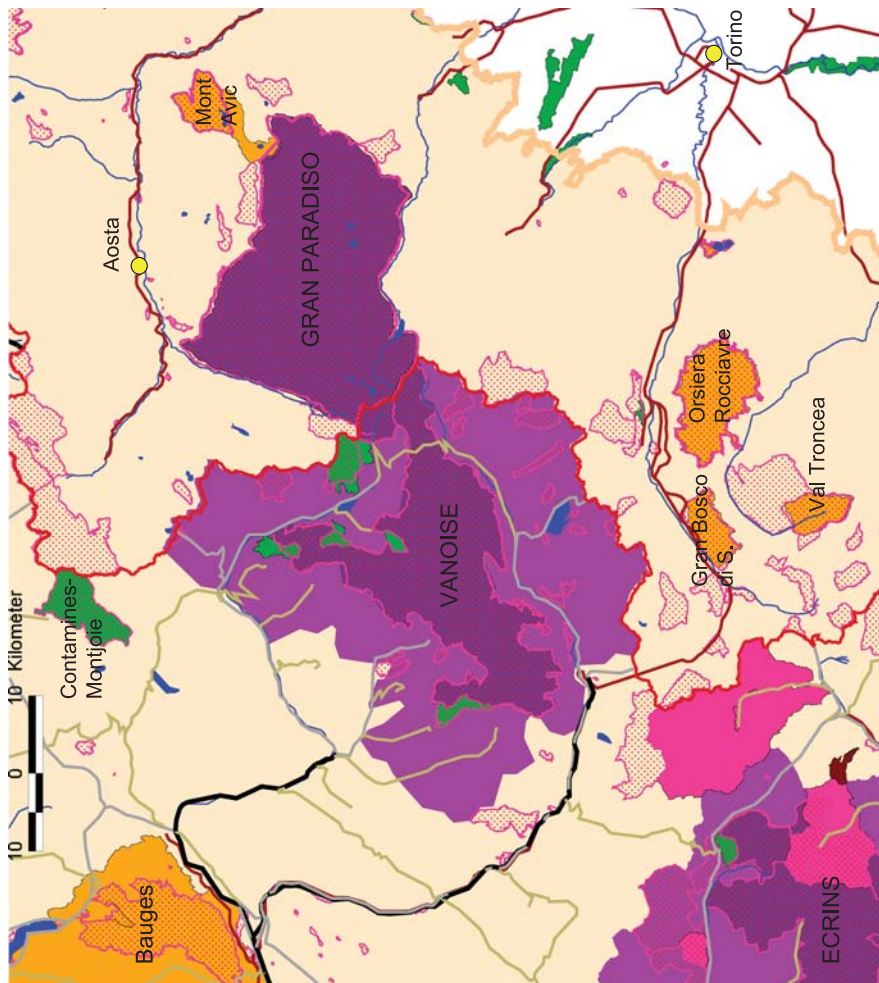 10 0 10 Kilometer
Contamines-
Montjoie
Aosta
Mont
Avic
GRAN PARADISO
Bauges
VANOISE
Torino
Orsiera
Rocciavre
Gran Bosco
di S.
Val Troncea
ECRINS